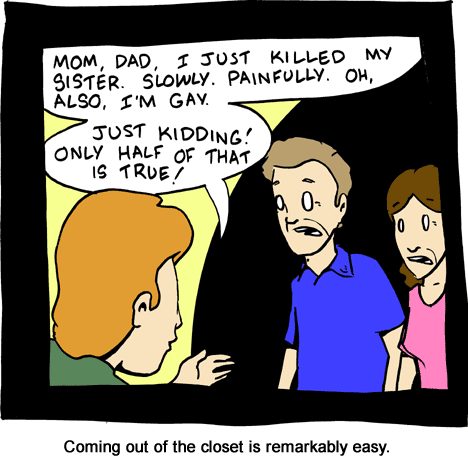 MOM, DAD, I JUST KILLED MY
SISTER. SLOWLY. PAINFULLY. OH,
ALSO, I'M GAY.
JUST KIDDING!
ONLY HALF OF THAT
IS TRUE!
Coming out of the closet is remarkably easy.